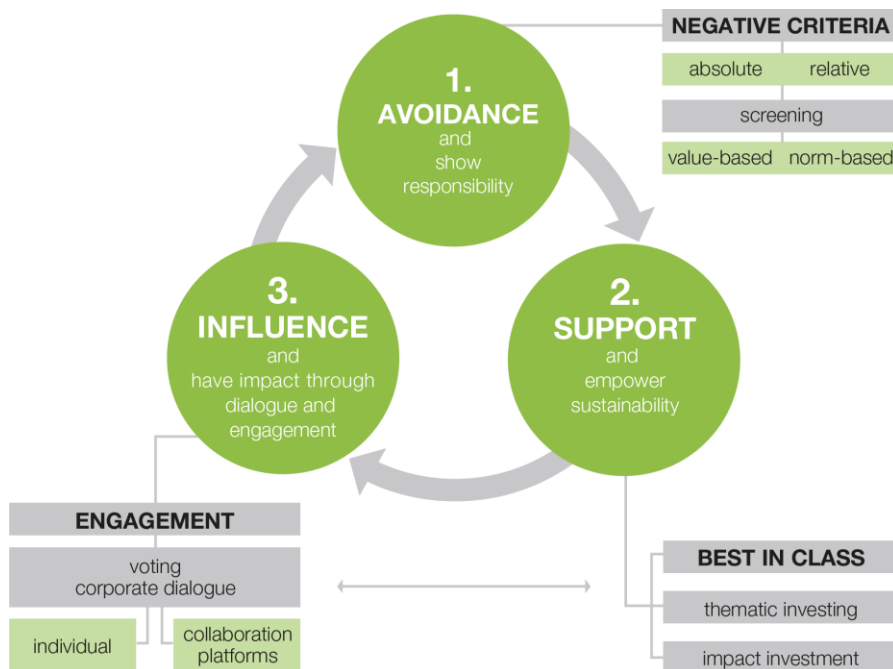 1.
AVOIDANCE
and
show
responsibility
NEGATIVE CRITERIA
absolute relative
screening
value-based norm-based
2.
SUPPORT
and
empower
sustainability
BEST IN CLASS
thematic investing
impact investment
3.
INFLUENCE
and
have impact through
dialogue and
engagement
ENGAGEMENT
voting
corporate dialogue
individual
collaboration
platforms